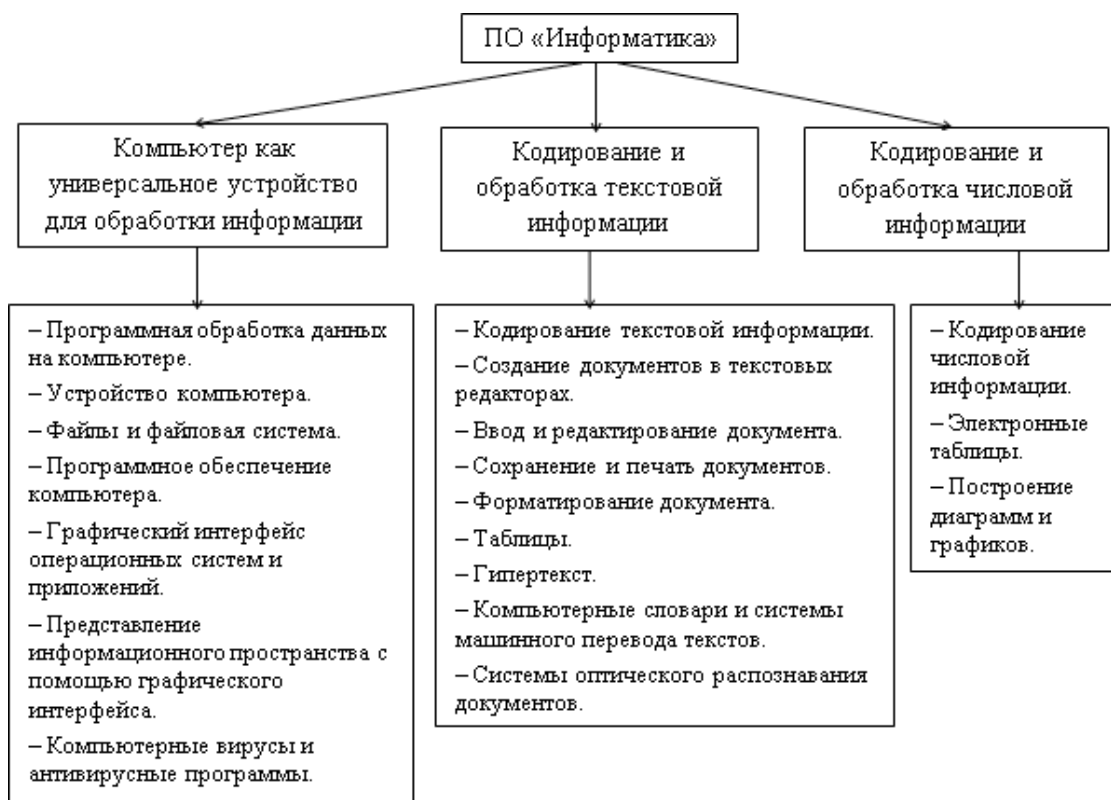 ПО «Информатика»
Компьютер как
универсальное устройство
для обработки информации
Кодирование и
обработка текстовой
информации
Кодирование и
обработка числовой
информации
– Программная обработка данных
на компьютере.
– Устройство компьютера.
– Файлы и файловая система.
– Программное обеспечение
компьютера.
– Графический интерфейс
операционных систем и
приложений.
– Представление
информационного пространства с
помощью графического
интерфейса.
– Компьютерные вирусы и
антивирусные программы.
– Кодирование текстовой информации.
– Создание документов в текстовых
редакторах.
– Ввод и редактирование документа.
– Сохранение и печать документов.
– Форматирование документа.
– Таблицы.
– Гипертекст.
– Компьютерные словари и системы
машинного перевода текстов.
– Системы оптического распознавания
документов.
– Кодирование
числовой
информации.
– Электронные
таблицы.
– Построение
диаграмм и
графиков.